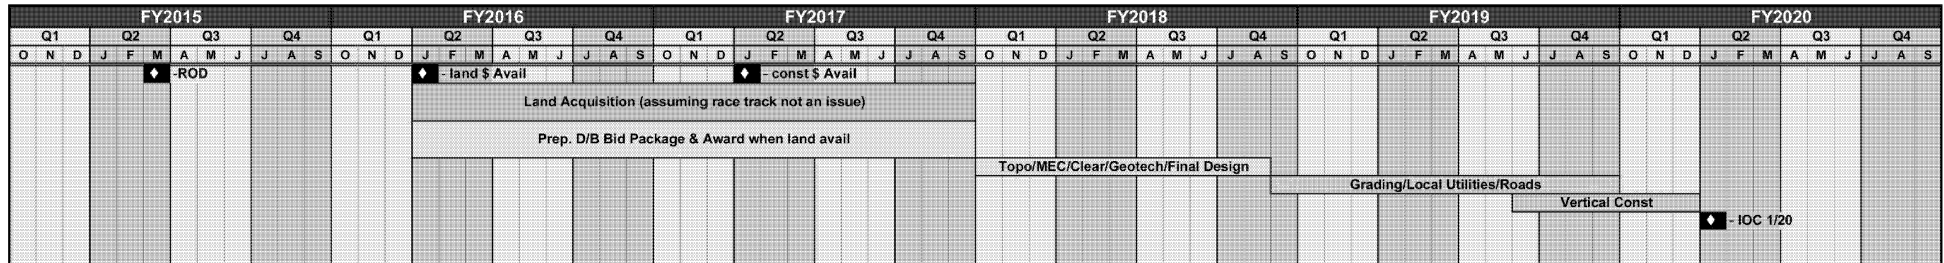 FY2015 FY2016 FY2017 FY2018 FY2019 FY2020
Q1 Q2 Q3 Q4 Q1 Q2 Q3 Q4 Q1 Q2 Q3 Q4 Q1 Q2 Q3 Q4 Q1 Q2 Q3 Q4 Q1 Q2 Q3 Q4
O N D J F M A M J J A S O N D J F M A M J J A S O N D J F M A M J J A S O N D J F M A M J J A S O N D J F M A M J J A S O N D J F M A M J J A S
-ROD - land $ Avail - const $ Avail
Land Acquisition (assuming race track not an issue)
Prep. D/B Bid Package & Award when land avail
Topo/MEC/Clear/Geotech/Final Design
Grading/Local Utilities/Roads
Vertical Const
- IOC 1/20